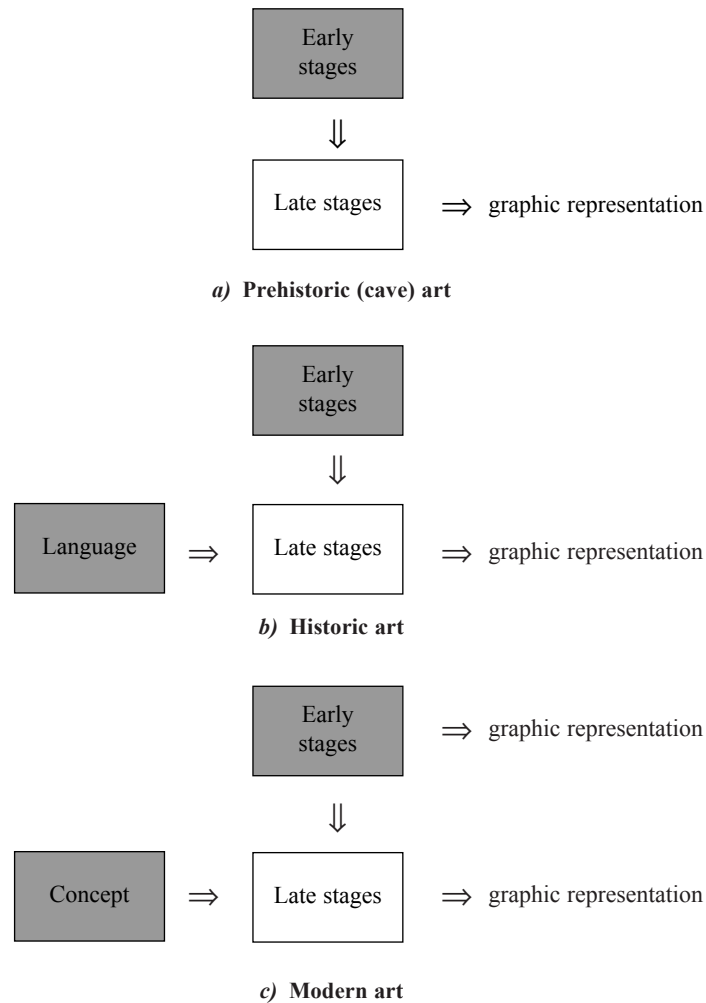 Early
stages
⇓
Late stages ⇒ graphic representation
a) Prehistoric (cave) art
Early
stages
⇓
Language ⇒ Late stages ⇒ graphic representation
b) Historic art
Early
stages
⇒ graphic representation
⇓
Concept ⇒ Late stages ⇒ graphic representation
c) Modern art